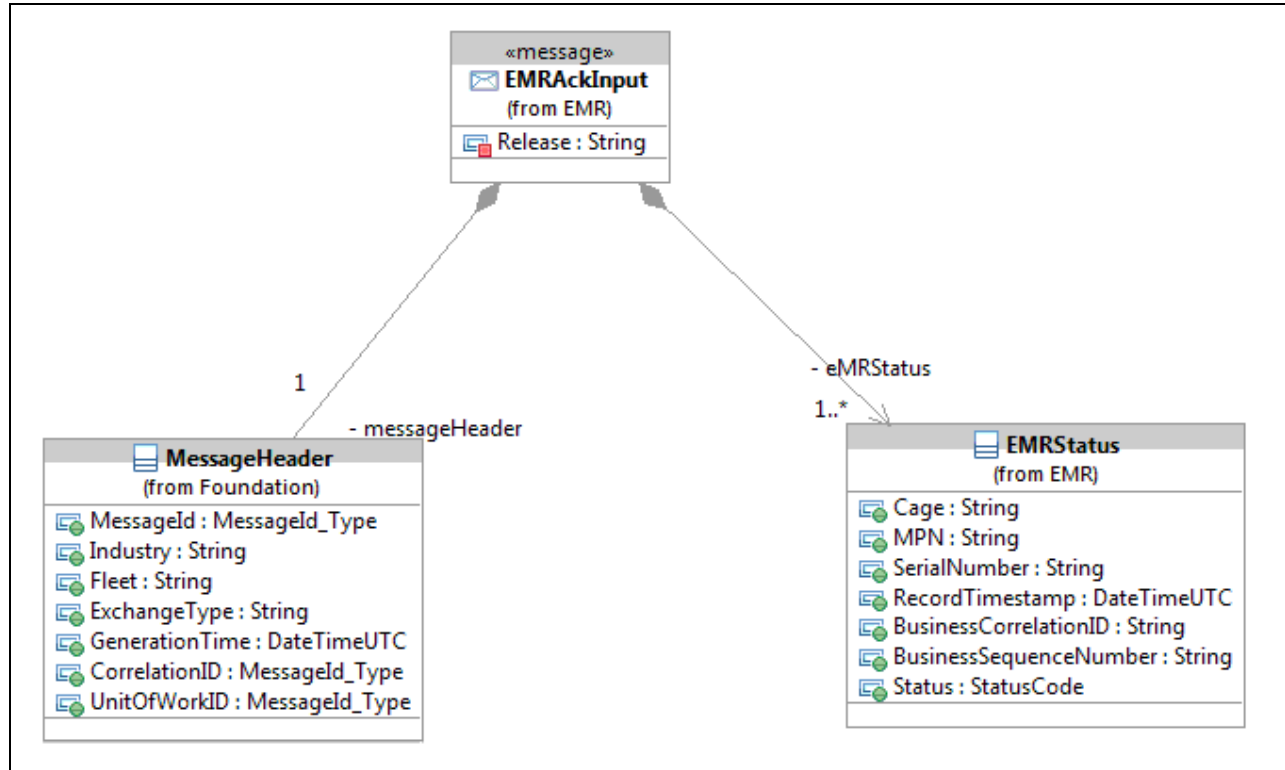 «message»
EMRAckInput
(from EMR)
Release : String
- eMRStatus
1
1..*
- messageHeader
MessageHeader
(from Foundation)
MessageId : MessageId_Type
Industry : String
Fleet : String
ExchangeType : String
GenerationTime : DateTimeUTC
CorrelationID : MessageId_Type
UnitOfWorkID : MessageId_Type
EMRStatus
(from EMR)
Cage : String
MPN : String
SerialNumber : String
RecordTimestamp : DateTimeUTC
BusinessCorrelationID : String
BusinessSequenceNumber : String
Status : StatusCode